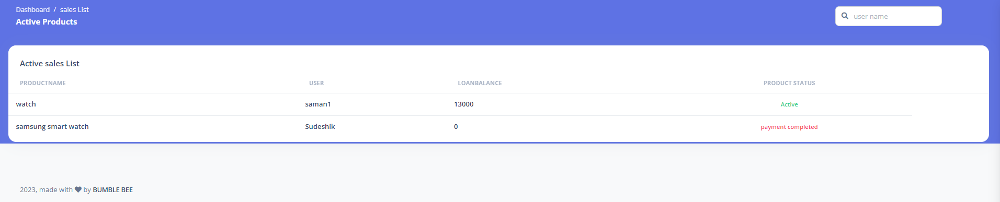 Dashboard / sales List
Active Products
user name
Active sales List
PRODUCTNAME USER LOANBALANCE PRODUCT STATUS
watch saman1 13000 Active
samsung smart watch Sudeshik 0 payment completed
2023, made with ♥ by BUMBLE BEE